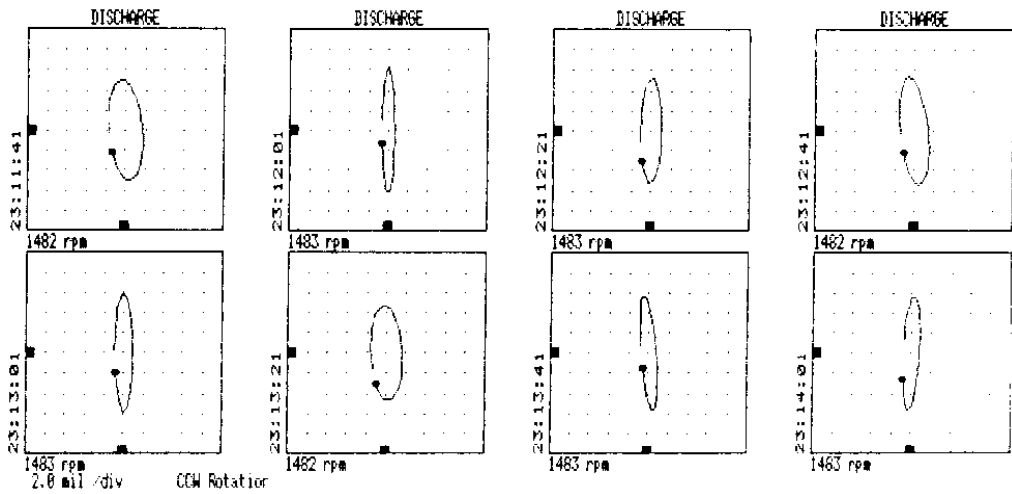 DISCHARGE
DISCHARGE
DISCHARGE
DISCHARGE
23:11:41
23:12:01
23:12:21
23:12:41
1482 rpm
1483 rpm
1483 rpm
1482 rpm
23:13:01
23:13:21
23:13:41
23:14:01
1483 rpm
1482 rpm
1483 rpm
1483 rpm
2.0 mil /div CCW Rotation